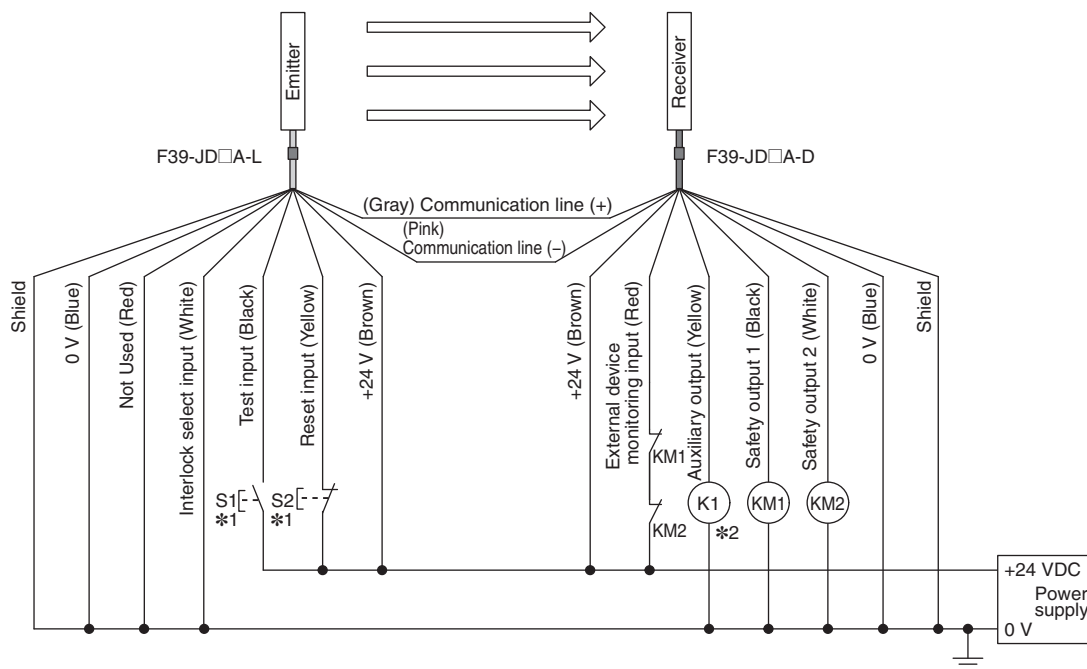 Emitter
Receiver
F39-JD□A-L
F39-JD□A-D
(Gray) Communication line (+)
(Pink)
Communication line (−)
Shield
0 V (Blue)
Not Used (Red)
Interlock select input (White)
Test input (Black)
Reset input (Yellow)
+24 V (Brown)
+24 V (Brown)
External device
monitoring input (Red)
Auxiliary output (Yellow)
Safety output 1 (Black)
Safety output 2 (White)
0 V (Blue)
Shield
S1
*1
S2
*1
KM1
KM2
K1
*2
KM1
KM2
+24 VDC
Power
supply
0 V